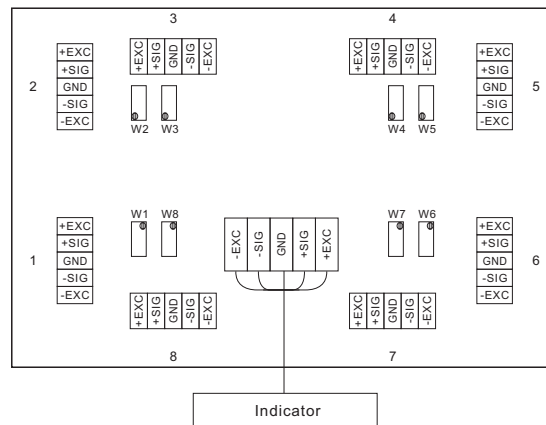 3
4
+EXC +SIG GND -SIG -EXC
+EXC +SIG GND -SIG -EXC
2
+EXC
+SIG
GND
-SIG
-EXC
5
+EXC
+SIG
GND
-SIG
-EXC
W2 W3
W4 W5
W1 W8
W7 W6
1
+EXC
+SIG
GND
-SIG
-EXC
-EXC -SIG GND +SIG +EXC
6
+EXC
+SIG
GND
-SIG
-EXC
+EXC +SIG GND -SIG -EXC
+EXC +SIG GND -SIG -EXC
8
7
Indicator